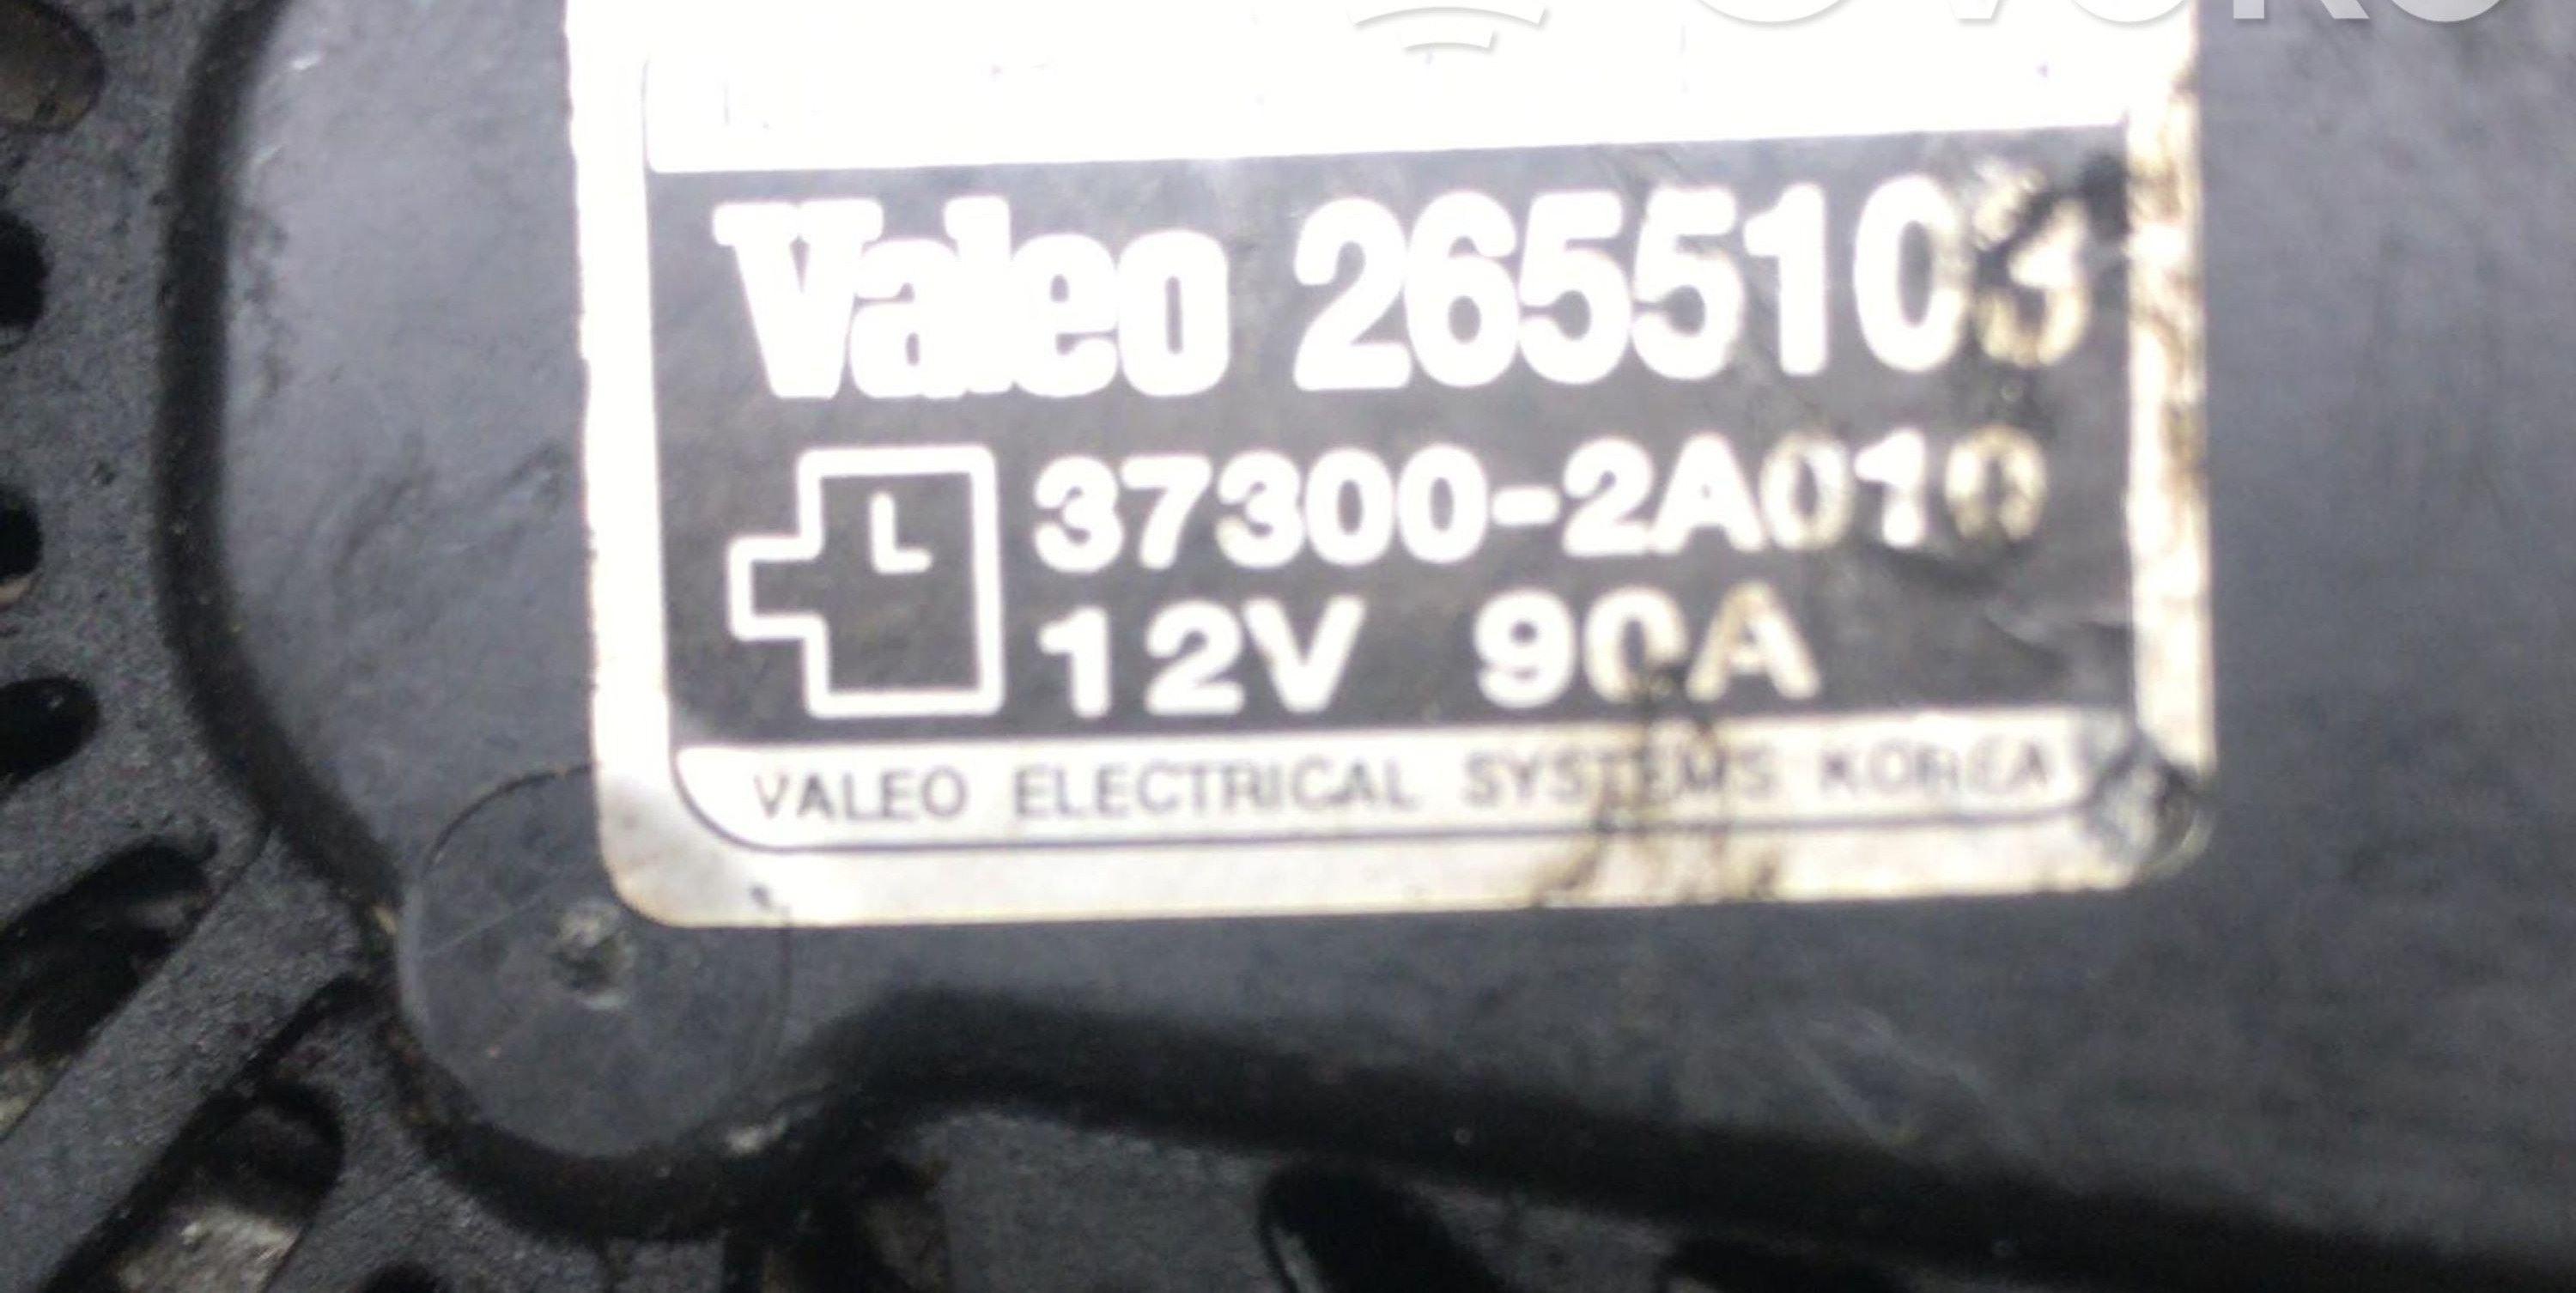 Valeo 2655103
L
37300-2A010
12V 90A
VALEO ELECTRICAL SYSTEMS KOREA